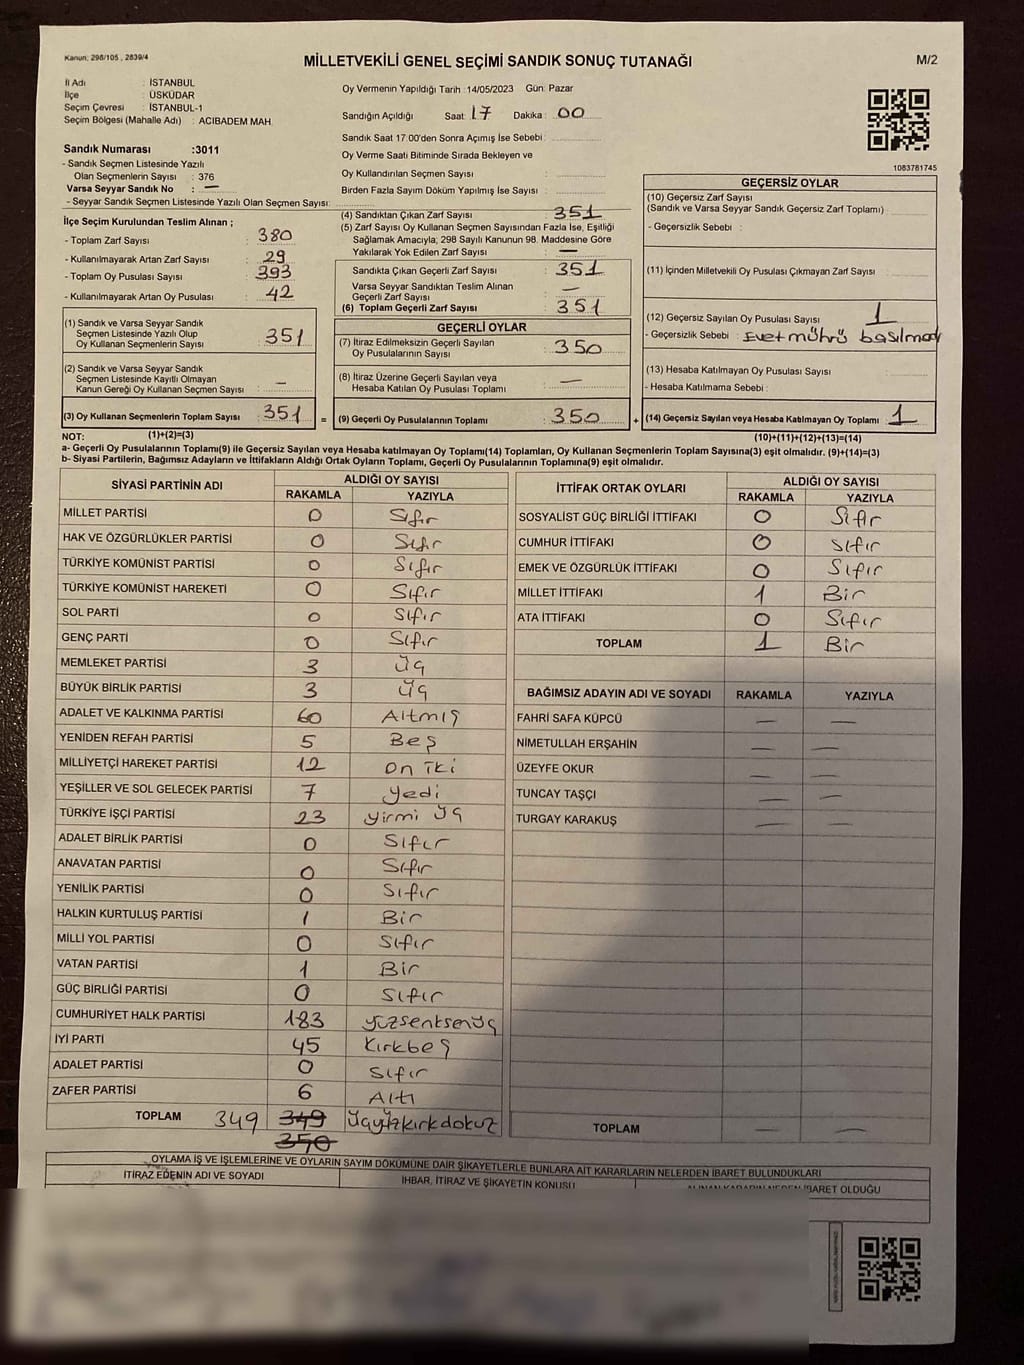 Kanun: 298/105 , 2839/4
MİLLETVEKİLİ GENEL SEÇİMİ SANDIK SONUÇ TUTANAĞI
M/2
İl Adı : İSTANBUL
İlçe : ÜSKÜDAR
Seçim Çevresi : İSTANBUL-1
Seçim Bölgesi (Mahalle Adı) : ACIBADEM MAH.
Oy Vermenin Yapıldığı Tarih :14/05/2023 Gün: Pazar
Sandığın Açıldığı Saat: 17 Dakika: 00
Sandık Saat 17:00'den Sonra Açılmış İse Sebebi:
1083781745
Sandık Numarası :3011
- Sandık Seçmen Listesinde Yazılı
Olan Seçmenlerin Sayısı : 376
Varsa Seyyar Sandık No : —
- Seyyar Sandık Seçmen Listesinde Yazılı Olan Seçmen Sayısı:
Oy Verme Saati Bitiminde Sırada Bekleyen ve
Oy Kullandırılan Seçmen Sayısı :
Birden Fazla Sayım Döküm Yapılmış İse Sayısı :
İlçe Seçim Kurulundan Teslim Alınan ;
- Toplam Zarf Sayısı : 380
- Kullanılmayarak Artan Zarf Sayısı : 29
- Toplam Oy Pusulası Sayısı : 393
- Kullanılmayarak Artan Oy Pusulası : 42
(4) Sandıktan Çıkan Zarf Sayısı : 351
(5) Zarf Sayısı Oy Kullanan Seçmen Sayısından Fazla İse, Eşitliği
Sağlamak Amacıyla, 298 Sayılı Kanunun 98. Maddesine Göre
Yakılarak Yok Edilen Zarf Sayısı : —
Sandıkta Çıkan Geçerli Zarf Sayısı : 351
Varsa Seyyar Sandıktan Teslim Alınan
Geçerli Zarf Sayısı : —
(6) Toplam Geçerli Zarf Sayısı : 351
GEÇERSİZ OYLAR
(10) Geçersiz Zarf Sayısı
(Sandık ve Varsa Seyyar Sandık Geçersiz Zarf Toplamı) :
- Geçersizlik Sebebi :
(11) İçinden Milletvekili Oy Pusulası Çıkmayan Zarf Sayısı :
(12) Geçersiz Sayılan Oy Pusulası Sayısı : 1
- Geçersizlik Sebebi : Evet mührü basılmadı
(13) Hesaba Katılmayan Oy Pusulası Sayısı :
- Hesaba Katılmama Sebebi :
(14) Geçersiz Sayılan veya Hesaba Katılmayan Oy Toplamı : 1
(10)+(11)+(12)+(13)=(14)
(1) Sandık ve Varsa Seyyar Sandık
Seçmen Listesinde Yazılı Olup
Oy Kullanan Seçmenlerin Sayısı : 351
(2) Sandık ve Varsa Seyyar Sandık
Seçmen Listesinde Kayıtlı Olmayan
Kanun Gereği Oy Kullanan Seçmen Sayısı : —
(3) Oy Kullanan Seçmenlerin Toplam Sayısı : 351
GEÇERLİ OYLAR
(7) İtiraz Edilmeksizin Geçerli Sayılan
Oy Pusulalarının Sayısı : 350
(8) İtiraz Üzerine Geçerli Sayılan veya
Hesaba Katılan Oy Pusulası Toplamı : —
= (9) Geçerli Oy Pusulalarının Toplamı : 350 +
NOT: (1)+(2)=(3)
a- Geçerli Oy Pusulalarının Toplamı(9) ile Geçersiz Sayılan veya Hesaba katılmayan Oy Toplamı(14) Toplamları, Oy Kullanan Seçmenlerin Toplam Sayısına(3) eşit olmalıdır. (9)+(14)=(3)
b- Siyasi Partilerin, Bağımsız Adayların ve İttifakların Aldığı Ortak Oyların Toplamı, Geçerli Oy Pusulalarının Toplamına(9) eşit olmalıdır.
SİYASİ PARTİNİN ADI ALDIĞI OY SAYISI
RAKAMLA YAZIYLA
MİLLET PARTİSİ 0 Sıfır
HAK VE ÖZGÜRLÜKLER PARTİSİ 0 Sıfır
TÜRKİYE KOMÜNİST PARTİSİ 0 Sıfır
TÜRKİYE KOMÜNİST HAREKETİ 0 Sıfır
SOL PARTİ 0 Sıfır
GENÇ PARTİ 0 Sıfır
MEMLEKET PARTİSİ 3 Üç
BÜYÜK BİRLİK PARTİSİ 3 Üç
ADALET VE KALKINMA PARTİSİ 60 Altmış
YENİDEN REFAH PARTİSİ 5 Beş
MİLLİYETÇİ HAREKET PARTİSİ 12 On iki
YEŞİLLER VE SOL GELECEK PARTİSİ 7 Yedi
TÜRKİYE İŞÇİ PARTİSİ 23 Yirmi Üç
ADALET BİRLİK PARTİSİ 0 Sıfır
ANAVATAN PARTİSİ 0 Sıfır
YENİLİK PARTİSİ 0 Sıfır
HALKIN KURTULUŞ PARTİSİ 1 Bir
MİLLİ YOL PARTİSİ 0 Sıfır
VATAN PARTİSİ 1 Bir
GÜÇ BİRLİĞİ PARTİSİ 0 Sıfır
CUMHURİYET HALK PARTİSİ 183 Yüzsenksenüç
İYİ PARTİ 45 Kırkbeş
ADALET PARTİSİ 0 Sıfır
ZAFER PARTİSİ 6 Altı
TOPLAM 349 349 Üçyüzkırkdokuz
350
İTTİFAK ORTAK OYLARI ALDIĞI OY SAYISI
RAKAMLA YAZIYLA
SOSYALİST GÜÇ BİRLİĞİ İTTİFAKI 0 Sıfır
CUMHUR İTTİFAKI 0 Sıfır
EMEK VE ÖZGÜRLÜK İTTİFAKI 0 Sıfır
MİLLET İTTİFAKI 1 Bir
ATA İTTİFAKI 0 Sıfır
TOPLAM 1 Bir
BAĞIMSIZ ADAYIN ADI VE SOYADI RAKAMLA YAZIYLA
FAHRİ SAFA KÜPCÜ — —
NİMETULLAH ERŞAHİN — —
ÜZEYFE OKUR — —
TUNCAY TAŞÇI — —
TURGAY KARAKUŞ — —
TOPLAM — —
OYLAMA İŞ VE İŞLEMLERİNE VE OYLARIN SAYIM DÖKÜMÜNE DAİR ŞİKAYETLERLE BUNLARA AİT KARARLARIN NELERDEN İBARET BULUNDUKLARI
İTİRAZ EDENİN ADI VE SOYADI İHBAR, İTİRAZ VE ŞİKAYETİN KONUSU ALINAN KARARIN NEDEN İBARET OLDUĞU